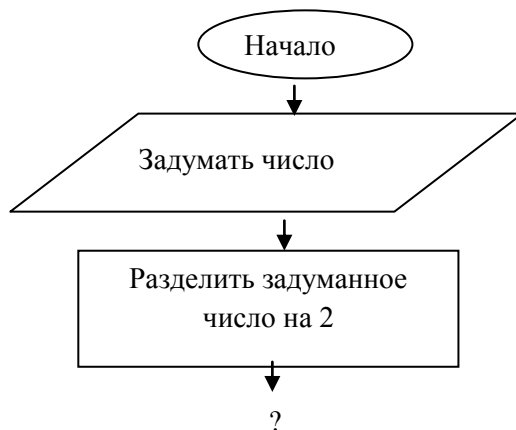 Начало
Задумать число
Разделить задуманное
число на 2
?